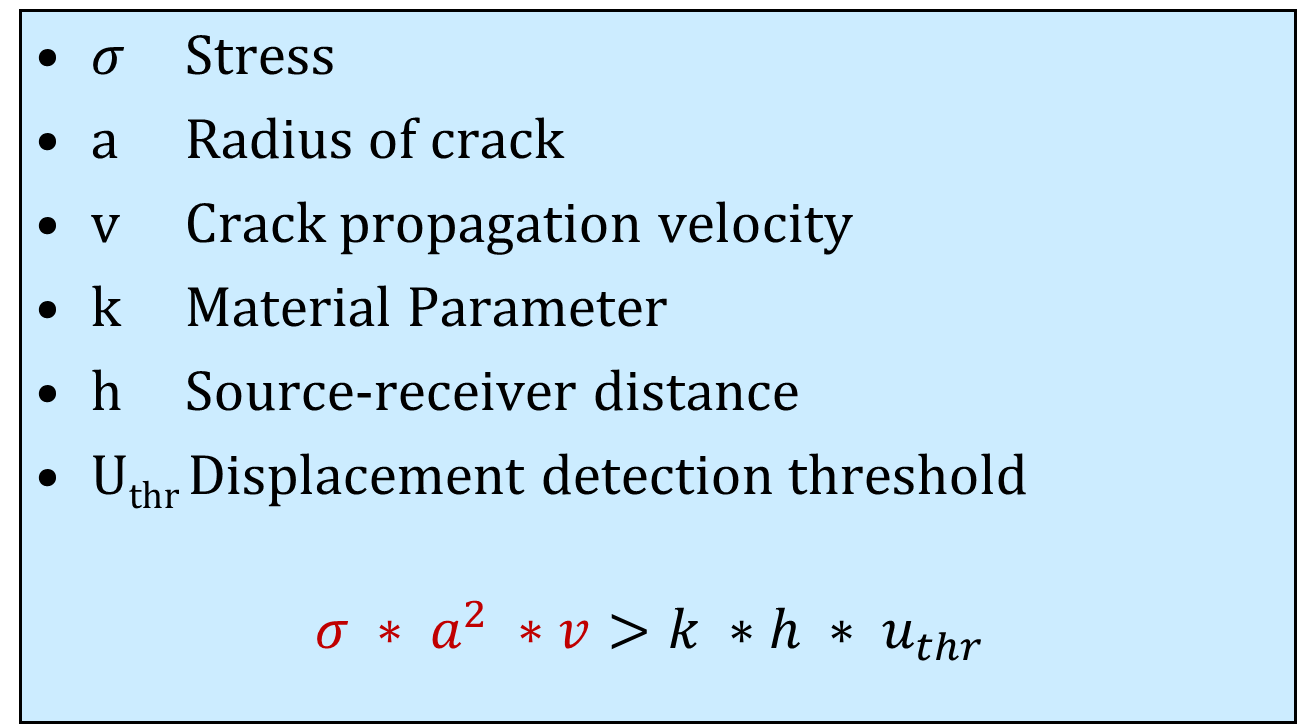 • σ Stress
• a Radius of crack
• v Crack propagation velocity
• k Material Parameter
• h Source-receiver distance
• Uthr Displacement detection threshold
σ * a² * v > k * h * uthr